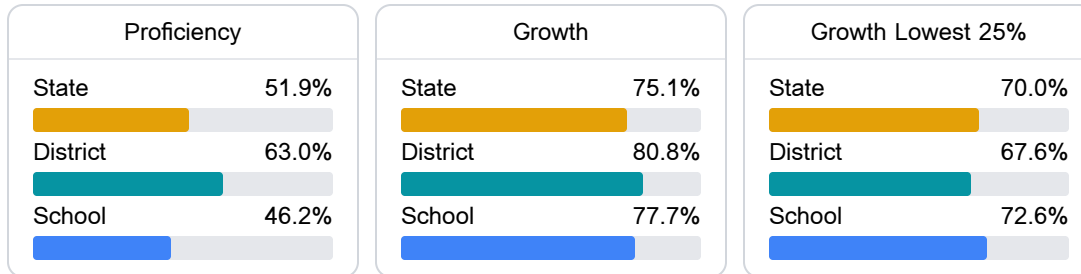 Proficiency
State 51.9%
District 63.0%
School 46.2%
Growth
State 75.1%
District 80.8%
School 77.7%
Growth Lowest 25%
State 70.0%
District 67.6%
School 72.6%